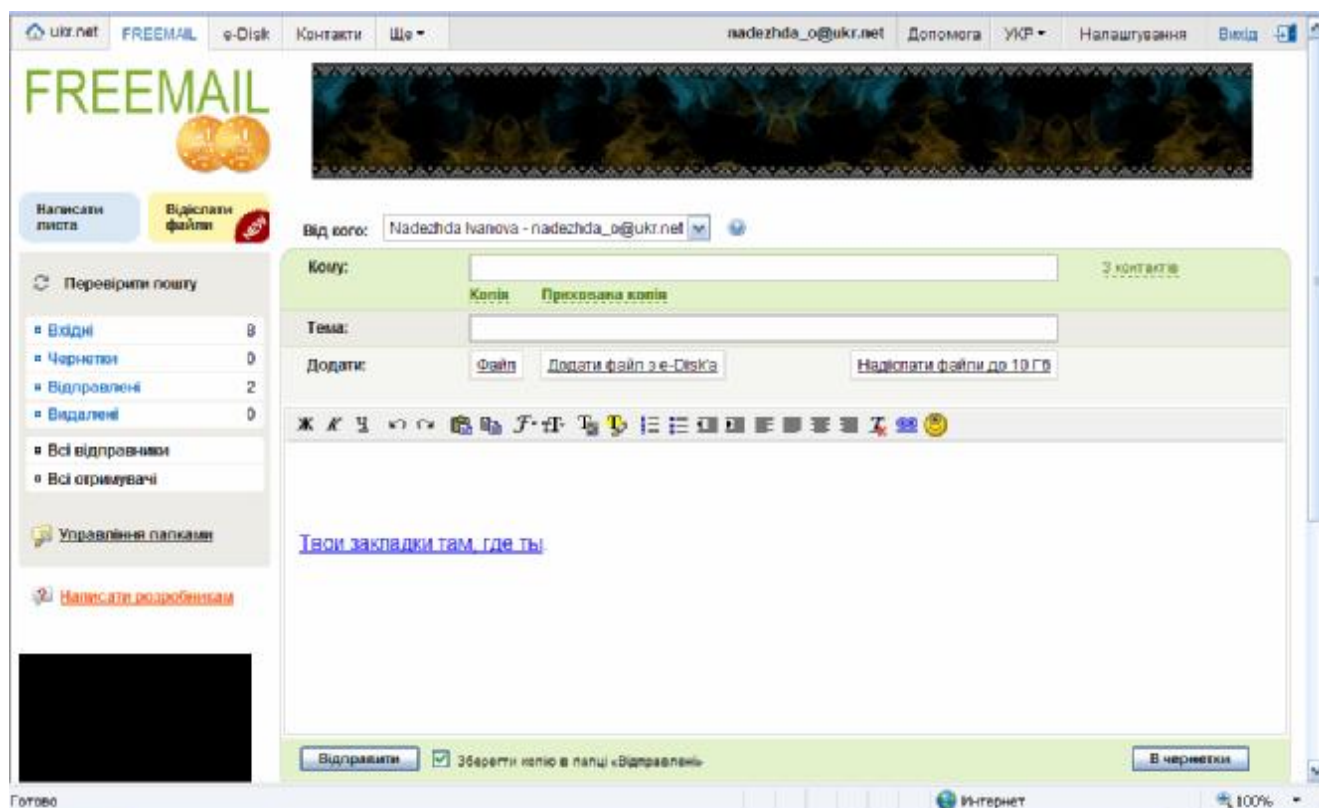 ukr.net FREEMAIL e-Disk Контакти Ще nadezhda_o@ukr.net Допомога УКР Налаштування Вихід
FREEMAIL
Написати листа
Відіслати файли NEW
Від кого: Nadezhda Ivanova - nadezhda_o@ukr.net
Кому: З контактів
Копія Прихована копія
Тема:
Додати: Файл Додати файл з e-Disk'а Надіслати файли до 10 Гб
Перевірити пошту
Вхідні 8
Чернетки 0
Відправлені 2
Видалені 0
Всі відправники
Всі отримувачі
Управління папками
Написати розробникам
Ж К Ч
Твои закладки там, где ты.
Відправити Зберегти копію в папці «Відправлені» В чернетки
Готово Интернет 100%